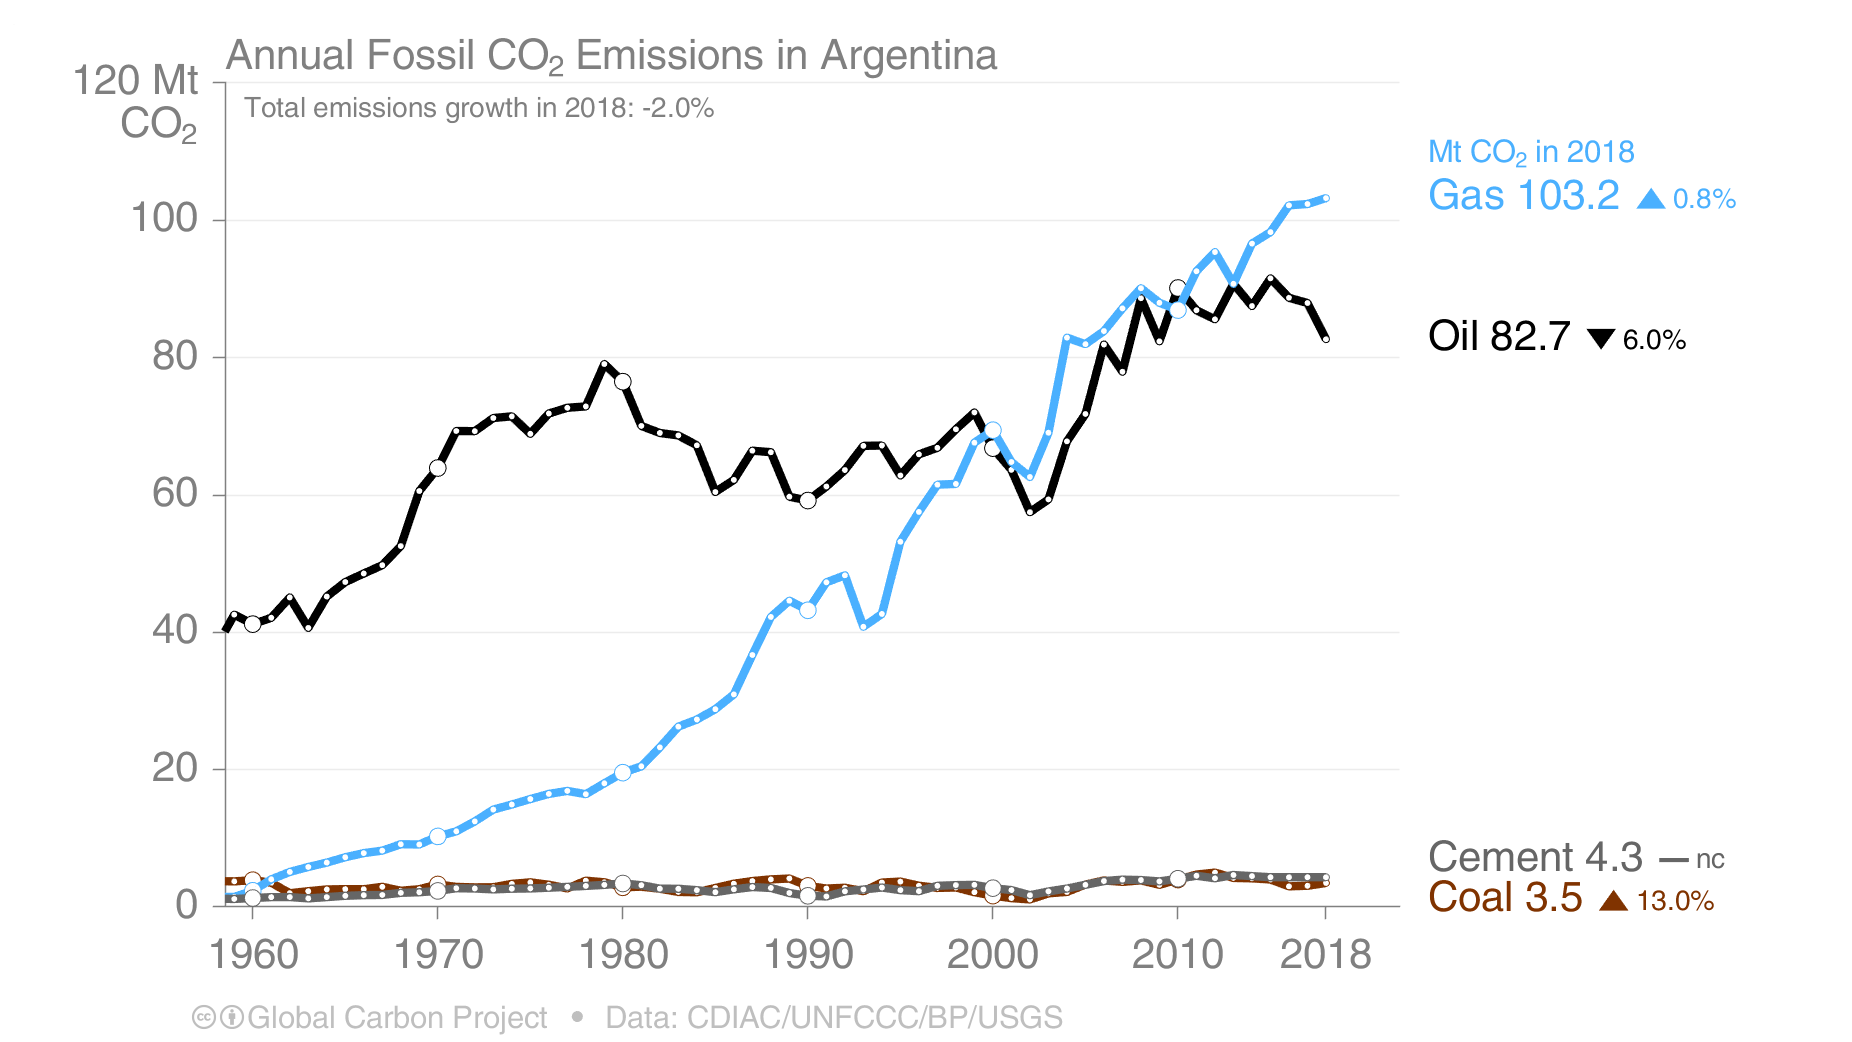 Annual Fossil CO₂ Emissions in Argentina
120 Mt
CO₂
Total emissions growth in 2018: -2.0%
100
80
60
40
20
0
1960 1970 1980 1990 2000 2010 2018
Mt CO₂ in 2018
Gas 103.2 ▲ 0.8%
Oil 82.7 ▼ 6.0%
Cement 4.3 — nc
Coal 3.5 ▲ 13.0%
cc Global Carbon Project • Data: CDIAC/UNFCCC/BP/USGS